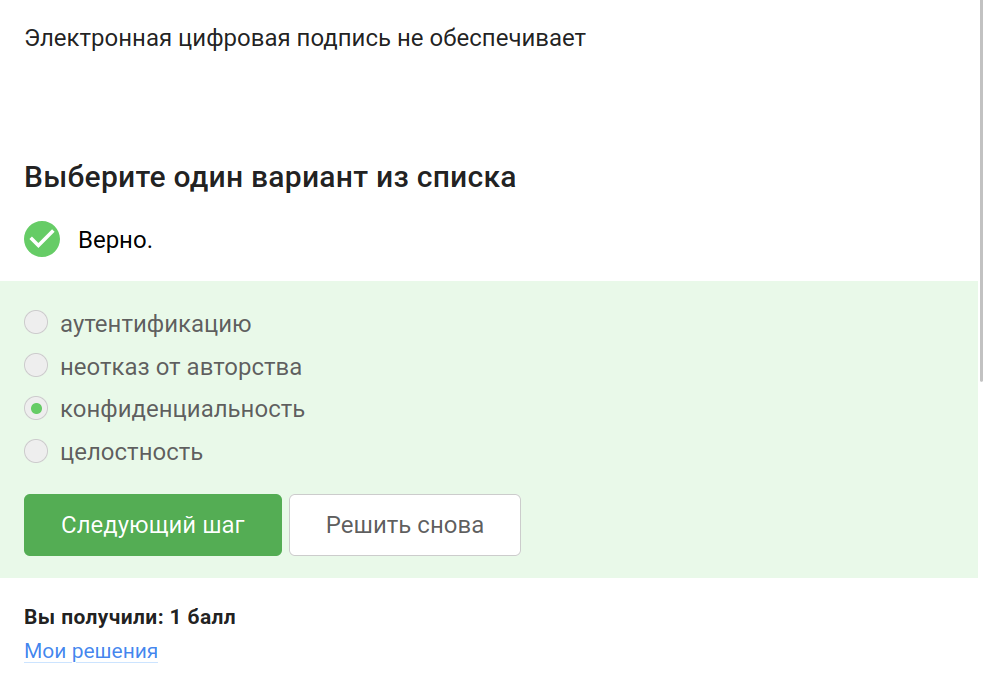 Электронная цифровая подпись не обеспечивает
Выберите один вариант из списка
Верно.
аутентификацию
неотказ от авторства
конфиденциальность
целостность
Следующий шаг
Решить снова
Вы получили: 1 балл
Мои решения